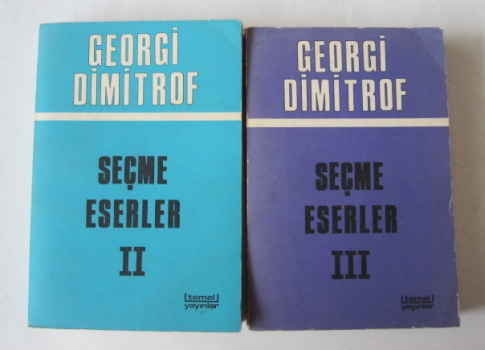 GEORGİ
DİMİTROF
SEÇME
ESERLER
II
temel
yayınlar
GEORGİ
DİMİTROF
SEÇME
ESERLER
III
temel
yayınlar